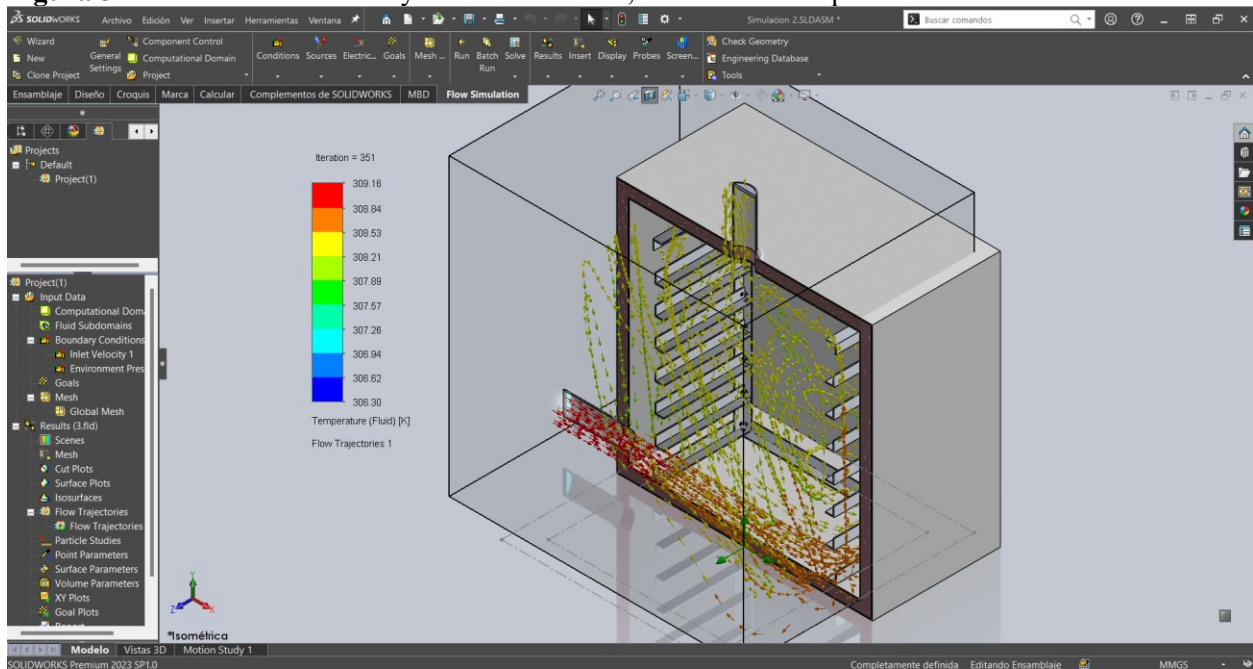 SOLIDWORKS Archivo Edición Ver Insertar Herramientas Ventana Simulacion 2.SLDASM * Buscar comandos
Wizard
New
Clone Project
General Settings
Component Control
Computational Domain
Project
Conditions Sources Electric... Goals Mesh ... Run Batch Run Solve Results Insert Display Probes Screen...
Check Geometry
Engineering Database
Tools
Ensamblaje Diseño Croquis Marca Calcular Complementos de SOLIDWORKS MBD Flow Simulation
Projects
Default
Project(1)
Project(1)
Input Data
Computational Dom
Fluid Subdomains
Boundary Conditions
Inlet Velocity 1
Environment Pres
Goals
Mesh
Global Mesh
Results (3.fld)
Scenes
Mesh
Cut Plots
Surface Plots
Isosurfaces
Flow Trajectories
Flow Trajectories
Particle Studies
Point Parameters
Surface Parameters
Volume Parameters
XY Plots
Goal Plots
Iteration = 351
309.16
308.84
308.53
308.21
307.89
307.57
307.26
306.94
306.62
306.30
Temperature (Fluid) [K]
Flow Trajectories 1
Y
Z
X
*Isométrica
Modelo Vistas 3D Motion Study 1
SOLIDWORKS Premium 2023 SP1.0 Completamente definida Editando Ensamblaje MMGS